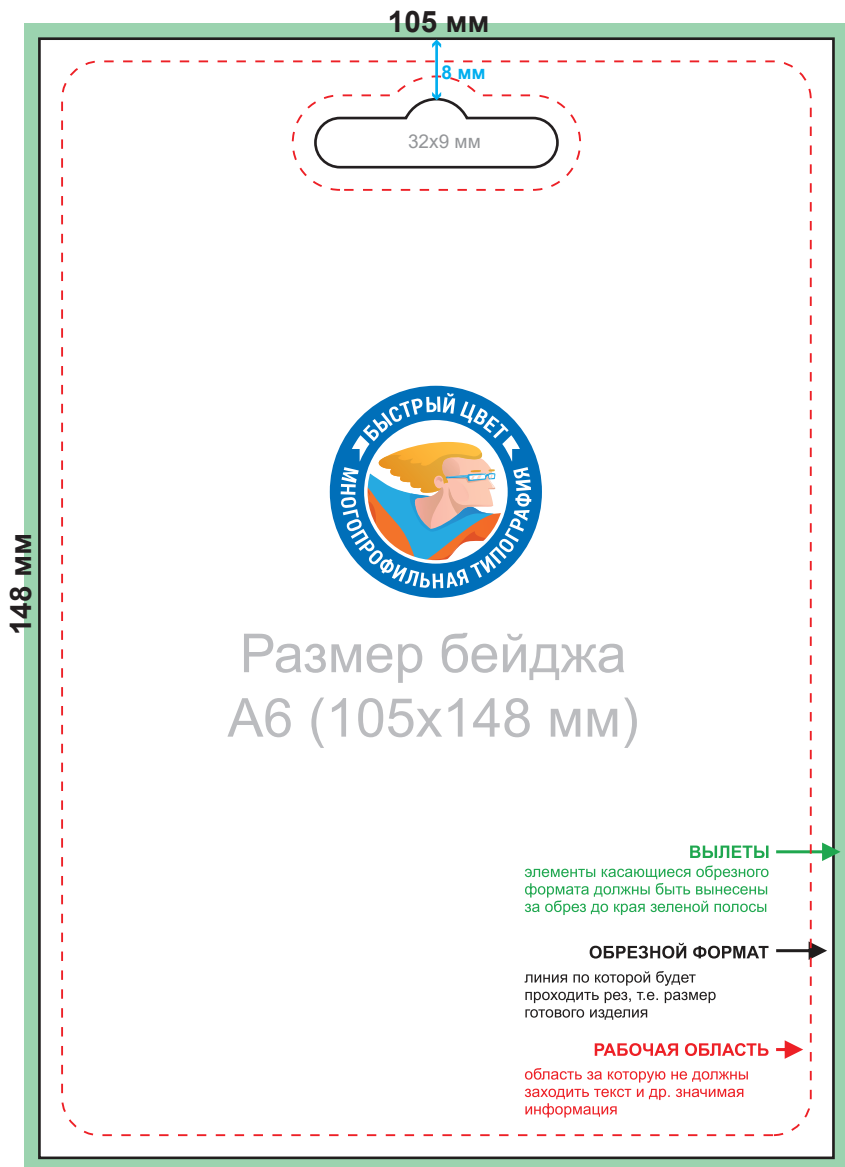 105 мм
8 мм
32х9 мм
БЫСТРЫЙ ЦВЕТ
МНОГОПРОФИЛЬНАЯ ТИПОГРАФИЯ
148 мм
Размер бейджа
А6 (105х148 мм)
ВЫЛЕТЫ
элементы касающиеся обрезного
формата должны быть вынесены
за обрез до края зеленой полосы
ОБРЕЗНОЙ ФОРМАТ
линия по которой будет
проходить рез, т.е. размер
готового изделия
РАБОЧАЯ ОБЛАСТЬ
область за которую не должны
заходить текст и др. значимая
информация